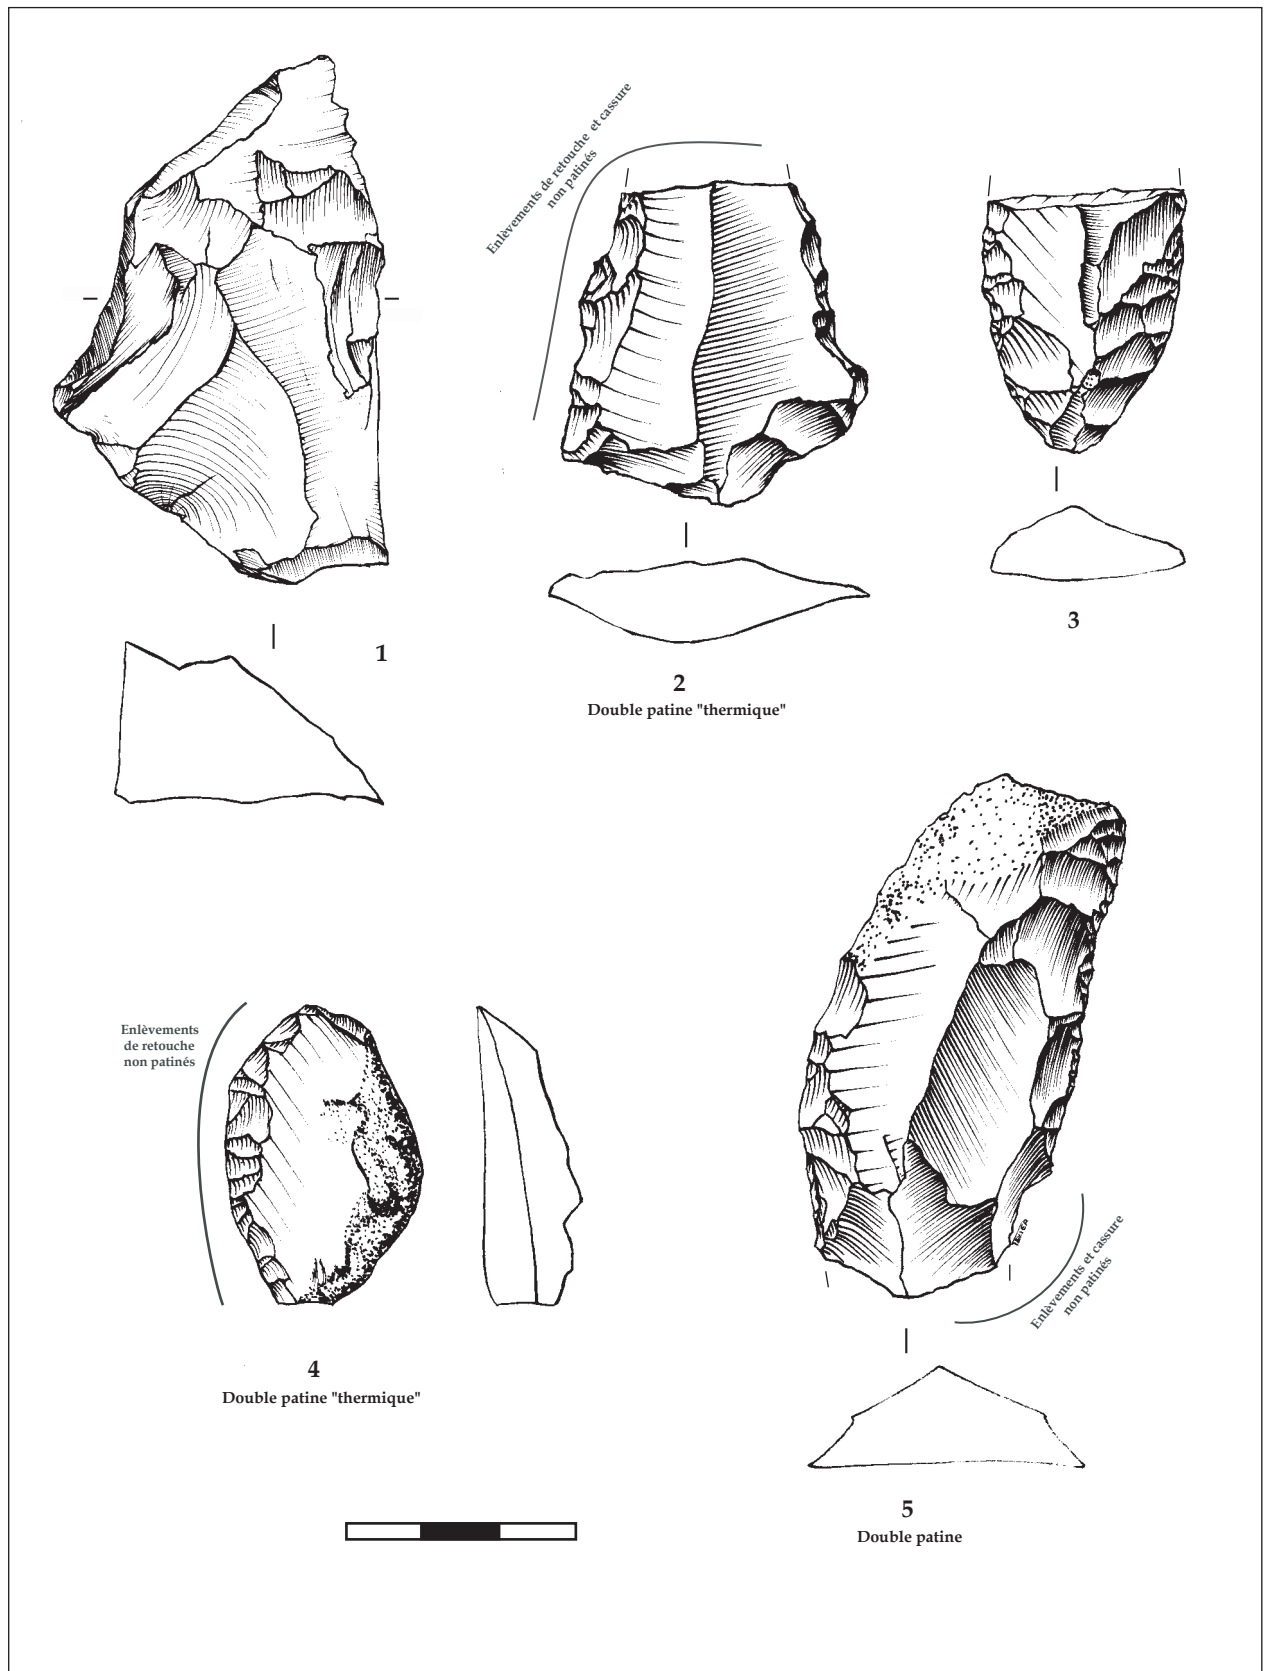 Enlèvements de retouche et cassure
non patinés
1
2
Double patine "thermique"
3
Enlèvements
de retouche
non patinés
4
Double patine "thermique"
Enlèvements et cassure
non patinés
5
Double patine